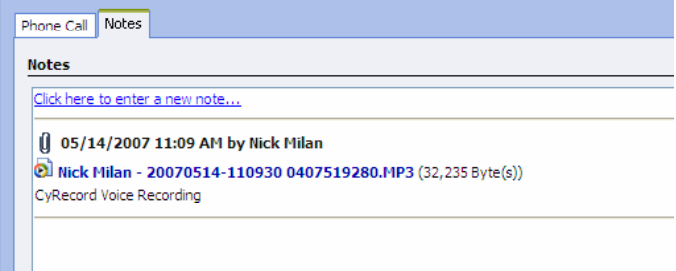 Phone Call Notes
Notes
Click here to enter a new note...
05/14/2007 11:09 AM by Nick Milan
Nick Milan - 20070514-110930 0407519280.MP3 (32,235 Byte(s))
CyRecord Voice Recording